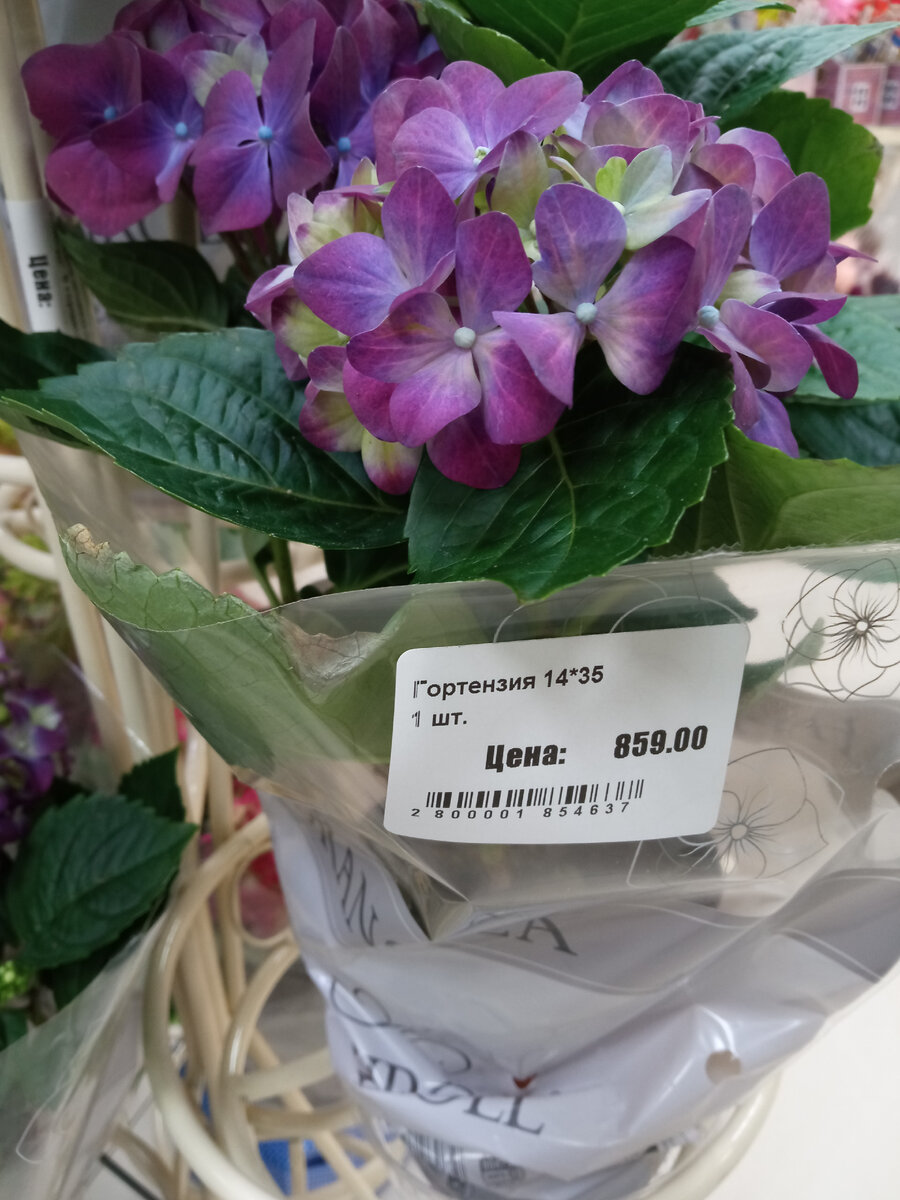 Цена:
Гортензия 14*35
1 шт.
Цена: 859.00
2 800001 854637